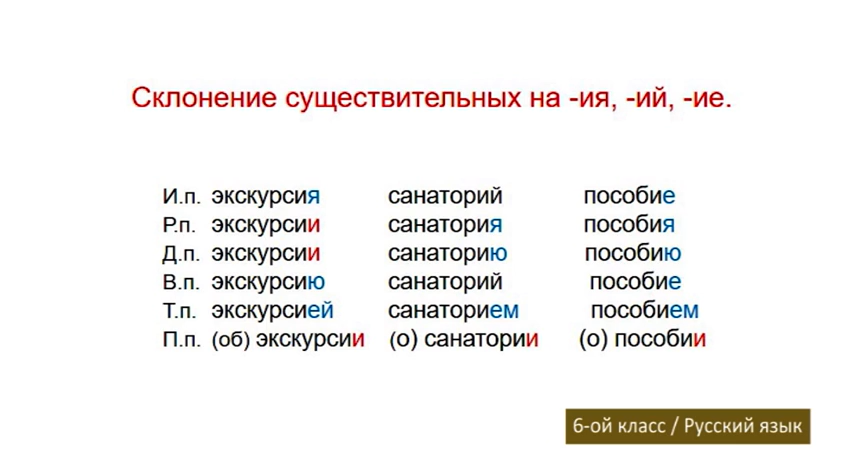 Склонение существительных на -ия, -ий, -ие.
И.п. экскурсия санаторий пособие
Р.п. экскурсии санатория пособия
Д.п. экскурсии санаторию пособию
В.п. экскурсию санаторий пособие
Т.п. экскурсией санаторием пособием
П.п. (об) экскурсии (о) санатории (о) пособии
6-ой класс / Русский язык